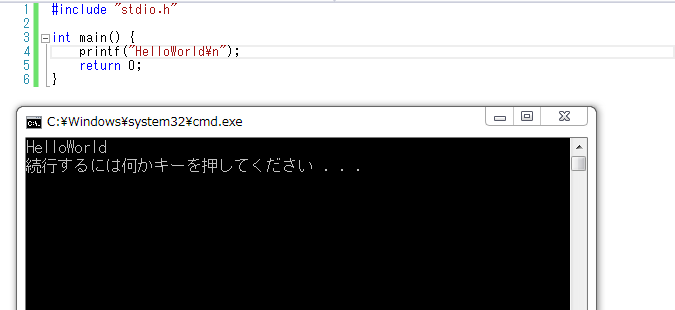 1 #include "stdio.h"
2
3 int main() {
4 printf("HelloWorld¥n");
5 return 0;
6 }
C:¥Windows¥system32¥cmd.exe
HelloWorld
続行するには何かキーを押してください . . .